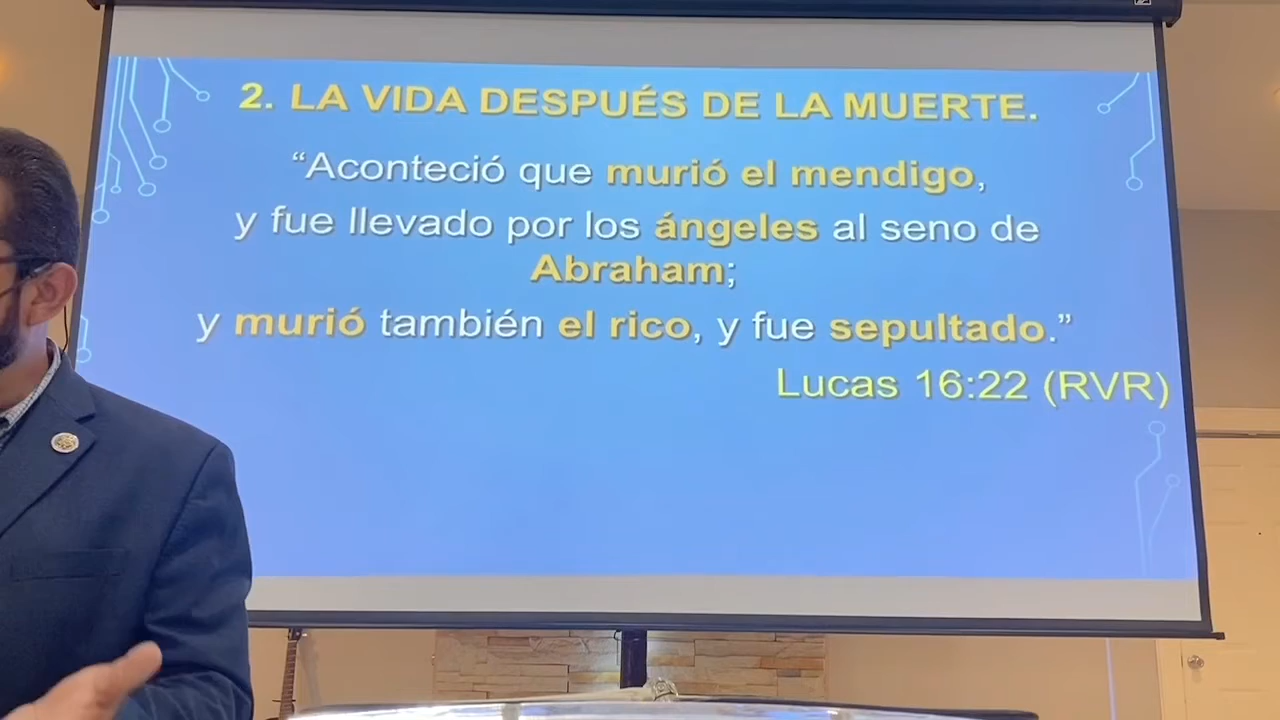 2. LA VIDA DESPUÉS DE LA MUERTE.
“Aconteció que murió el mendigo,
y fue llevado por los ángeles al seno de
Abraham;
y murió también el rico, y fue sepultado.”
Lucas 16:22 (RVR)